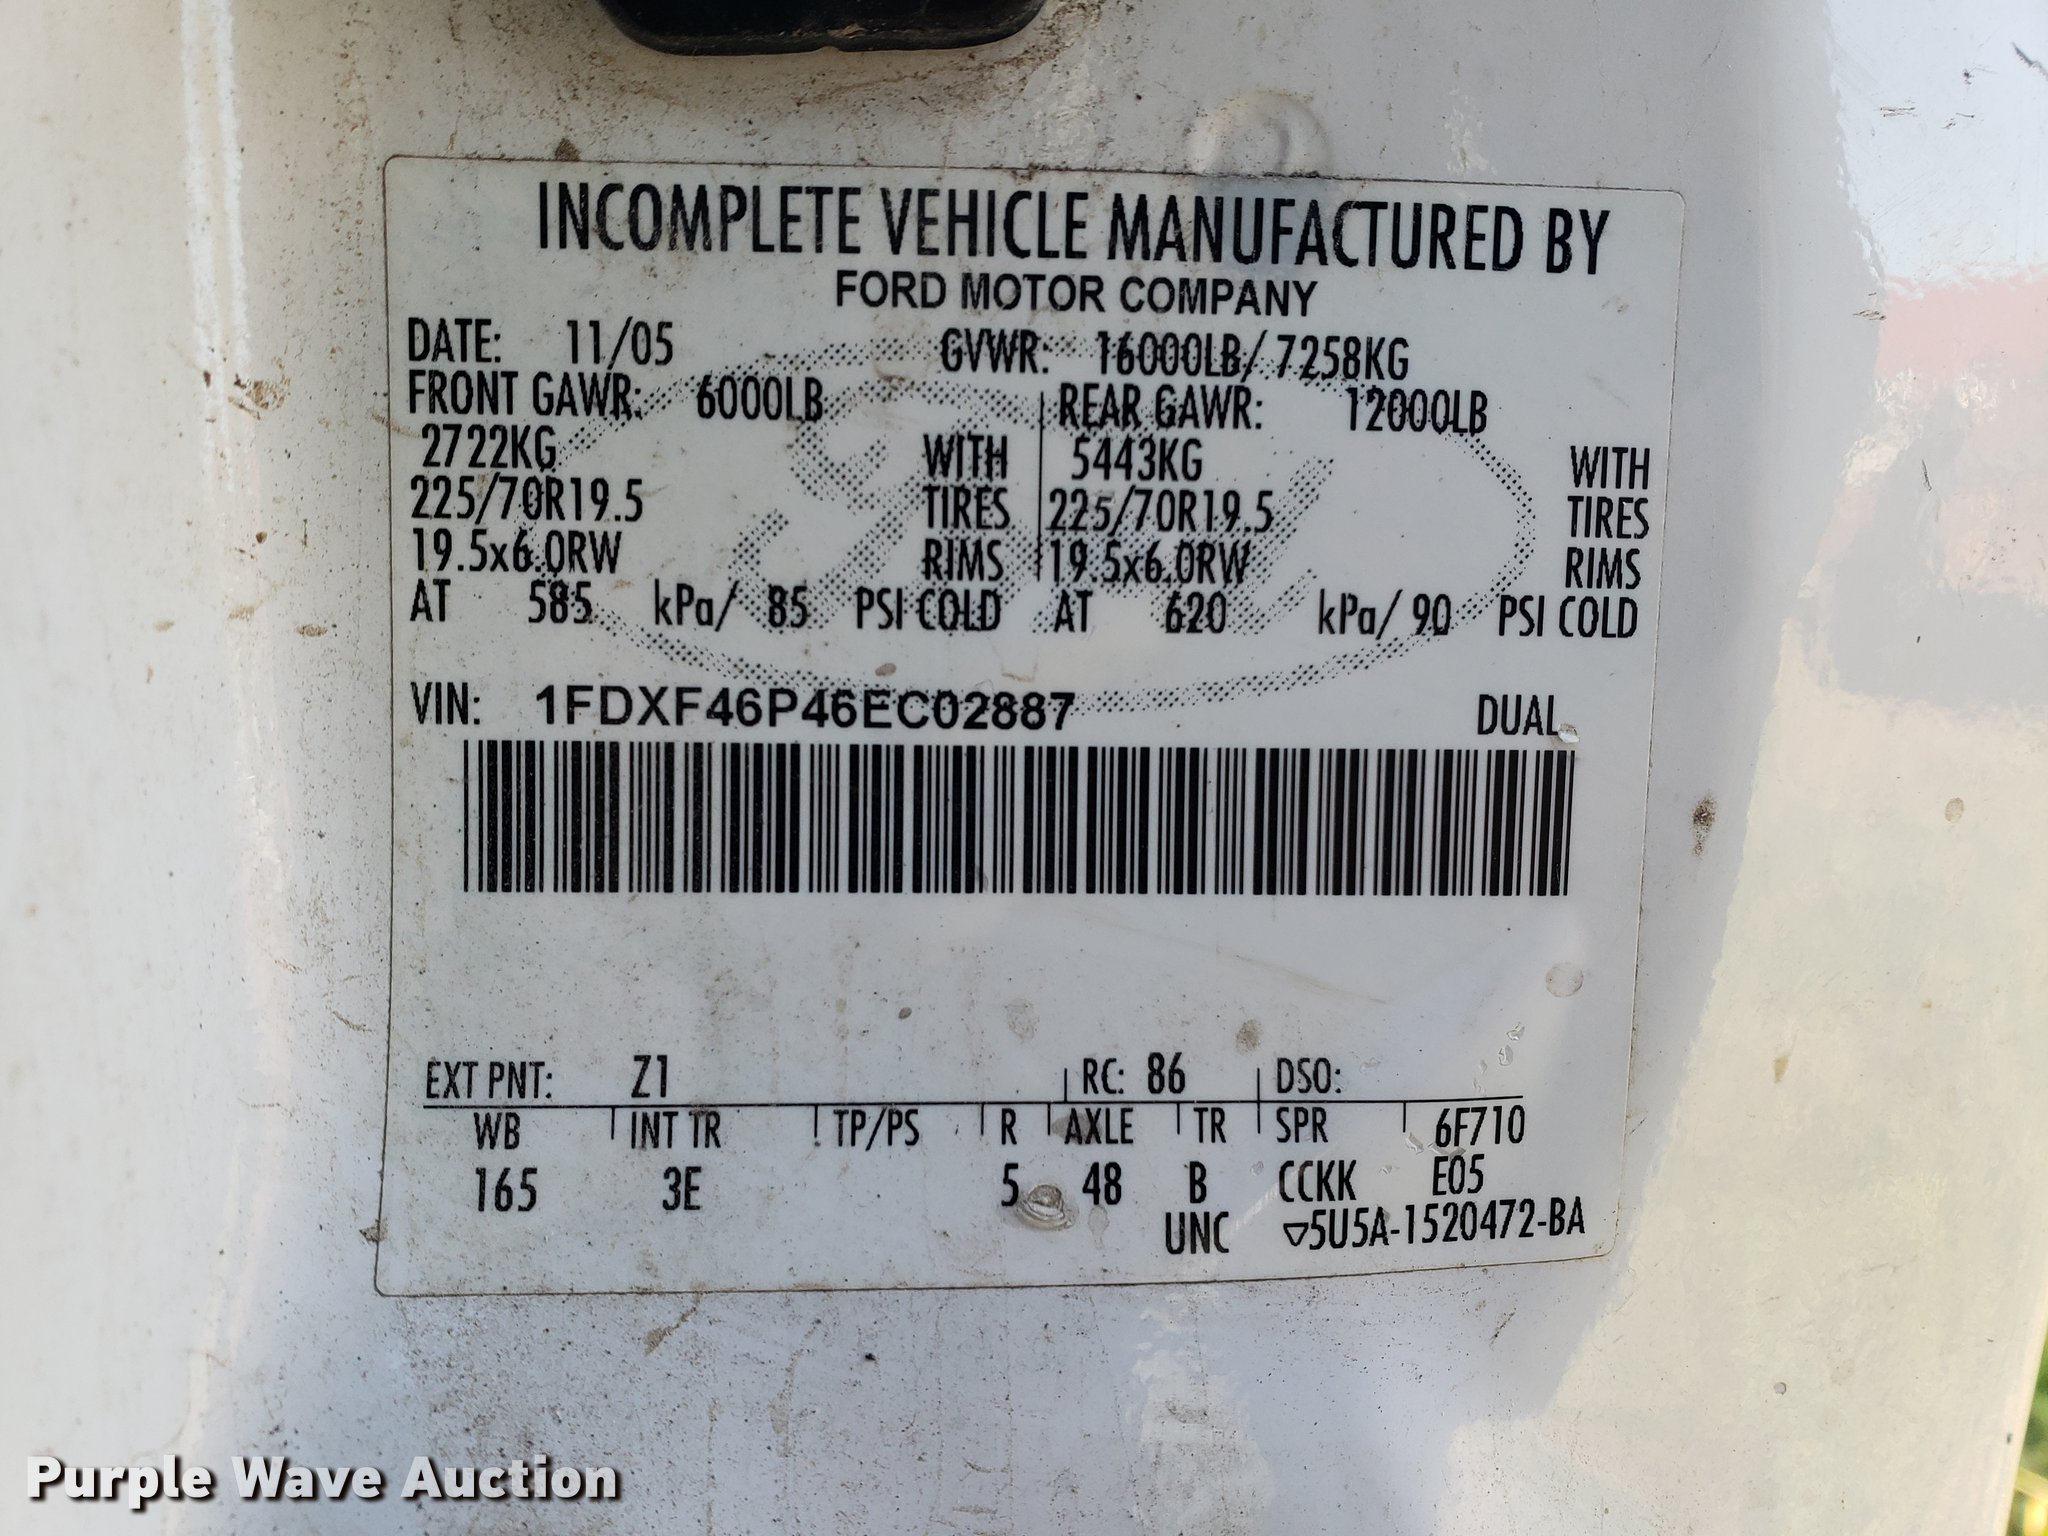 INCOMPLETE VEHICLE MANUFACTURED BY
FORD MOTOR COMPANY
DATE: 11/05 GVWR: 16000LB/ 7258KG
FRONT GAWR: 6000LB REAR GAWR: 12000LB
2722KG WITH 5443KG WITH
225/70R19.5 TIRES 225/70R19.5 TIRES
19.5x6.0RW RIMS 19.5x6.0RW RIMS
AT 585 kPa/ 85 PSI COLD AT 620 kPa/ 90 PSI COLD
VIN: 1FDXF46P46EC02887 DUAL
EXT PNT: Z1 RC: 86 DSO:
WB INT TR TP/PS R AXLE TR SPR 6F710
165 3E 5 48 B CCKK E05
UNC ▽5U5A-1520472-BA
Purple Wave Auction